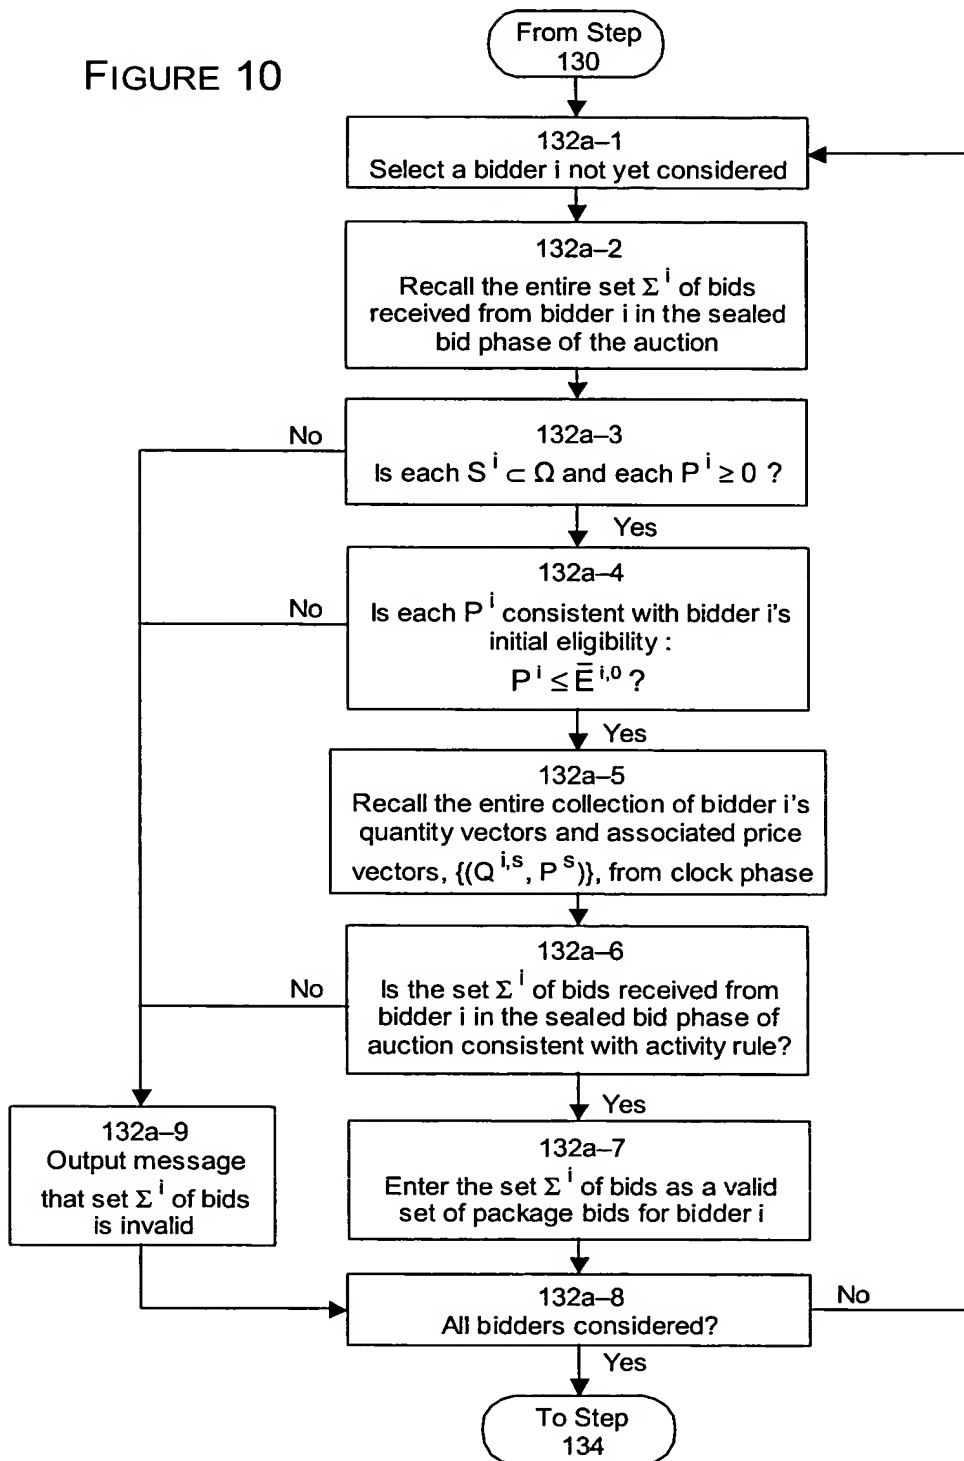 FIGURE 10
From Step
130
132a–1
Select a bidder i not yet considered
132a–2
Recall the entire set Σ^i of bids
received from bidder i in the sealed
bid phase of the auction
132a–3
Is each S^i ⊂ Ω and each P^i ≥ 0 ?
No
Yes
132a–4
Is each P^i consistent with bidder i's
initial eligibility :
P^i ≤ Ē^i,0 ?
No
Yes
132a–5
Recall the entire collection of bidder i's
quantity vectors and associated price
vectors, {(Q^i,s, P^s)}, from clock phase
132a–6
Is the set Σ^i of bids received from
bidder i in the sealed bid phase of
auction consistent with activity rule?
No
Yes
132a–9
Output message
that set Σ^i of bids
is invalid
132a–7
Enter the set Σ^i of bids as a valid
set of package bids for bidder i
132a–8
All bidders considered?
No
Yes
To Step
134